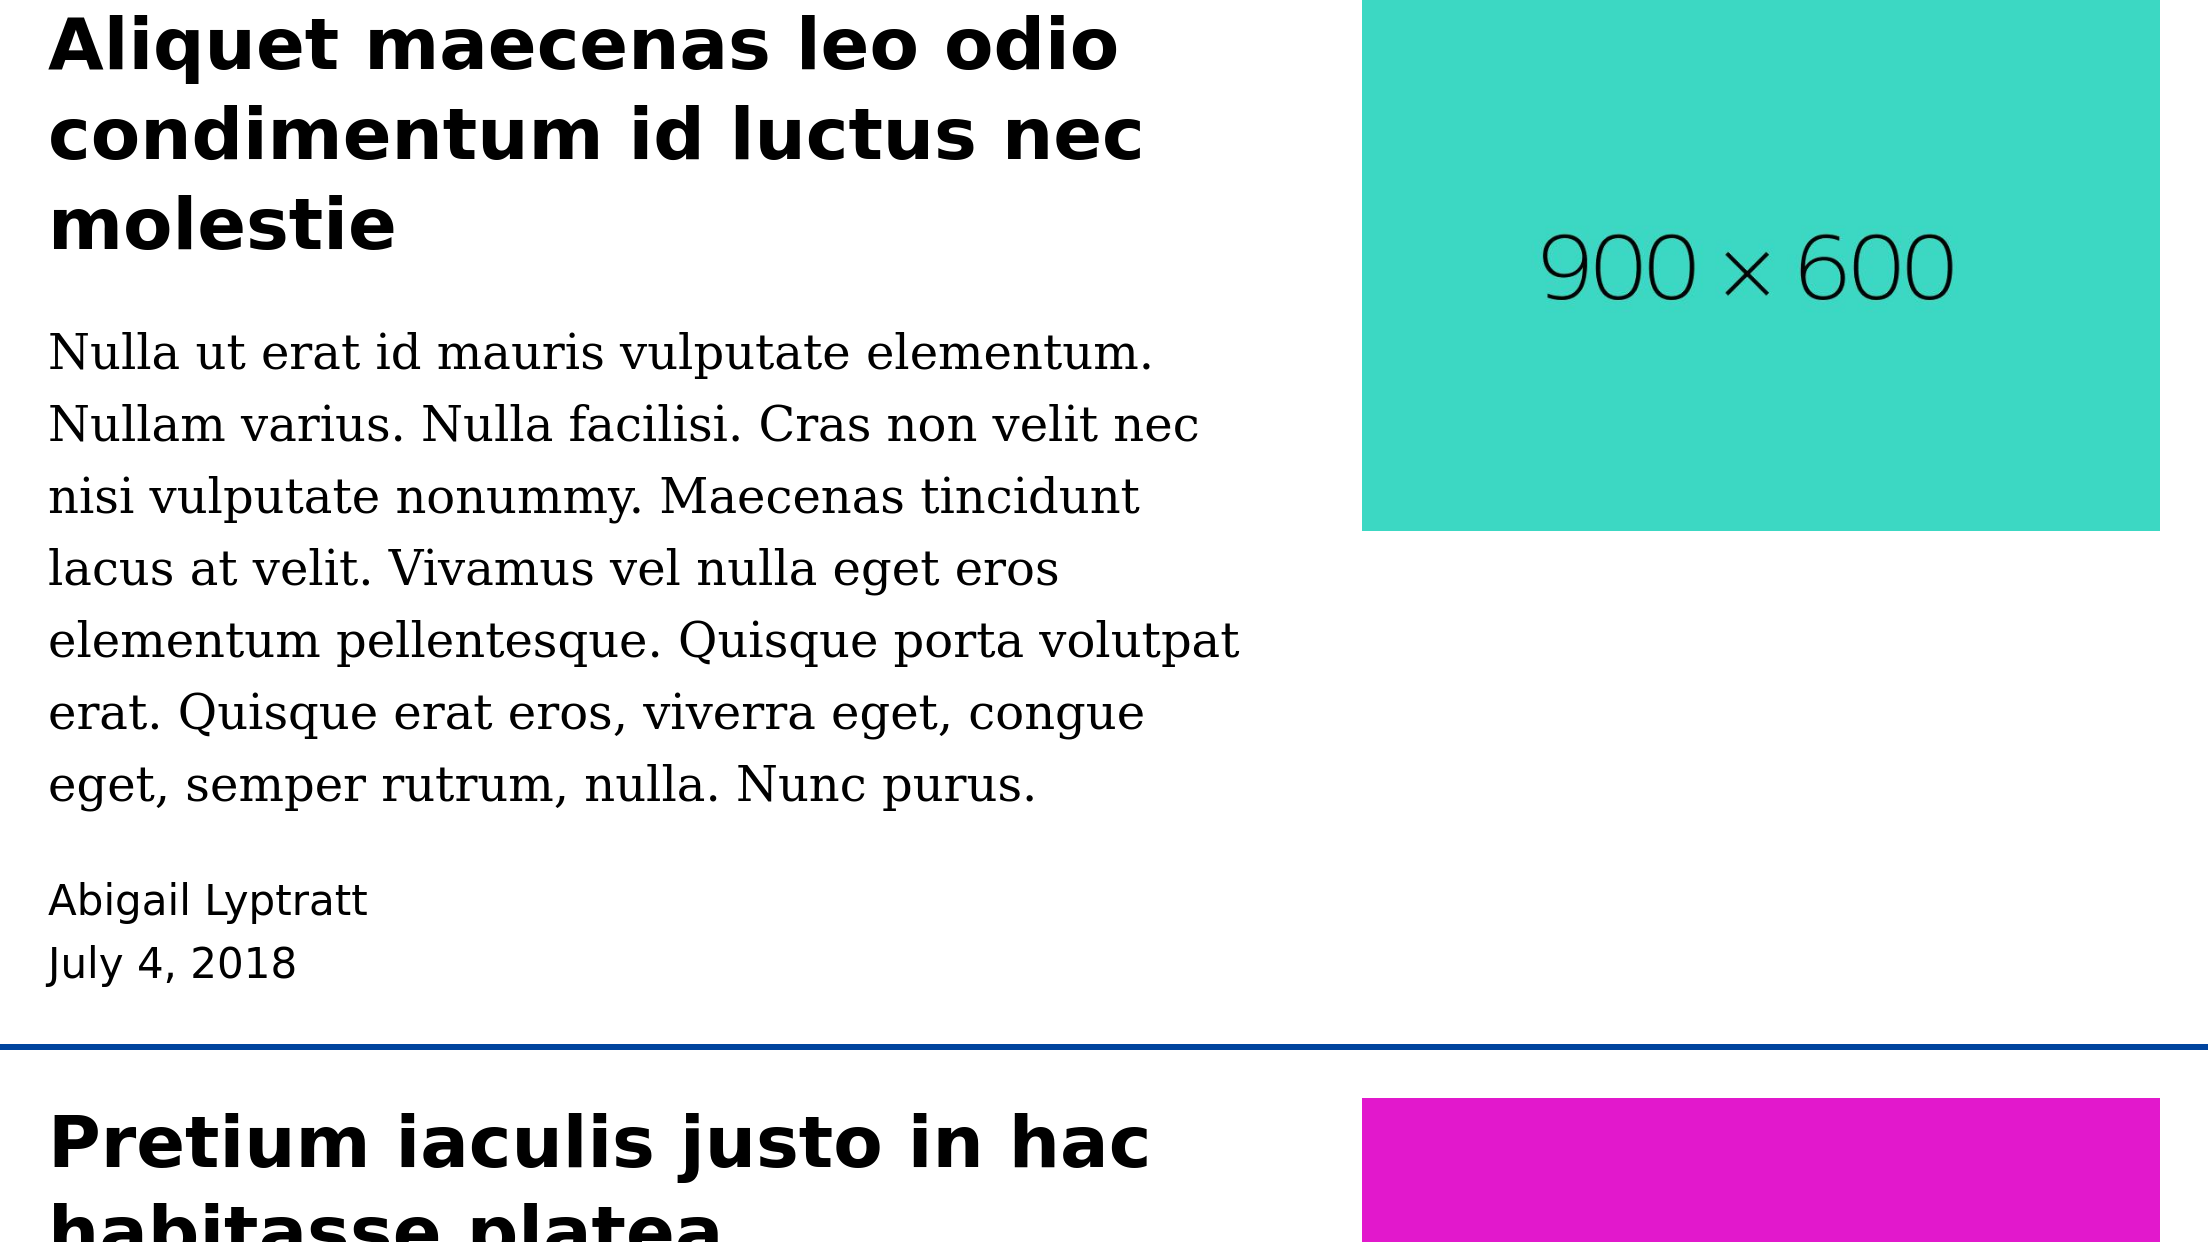 Aliquet maecenas leo odio
condimentum id luctus nec
molestie
900 × 600
Nulla ut erat id mauris vulputate elementum.
Nullam varius. Nulla facilisi. Cras non velit nec
nisi vulputate nonummy. Maecenas tincidunt
lacus at velit. Vivamus vel nulla eget eros
elementum pellentesque. Quisque porta volutpat
erat. Quisque erat eros, viverra eget, congue
eget, semper rutrum, nulla. Nunc purus.
Abigail Lyptratt
July 4, 2018
Pretium iaculis justo in hac
habitasse platea